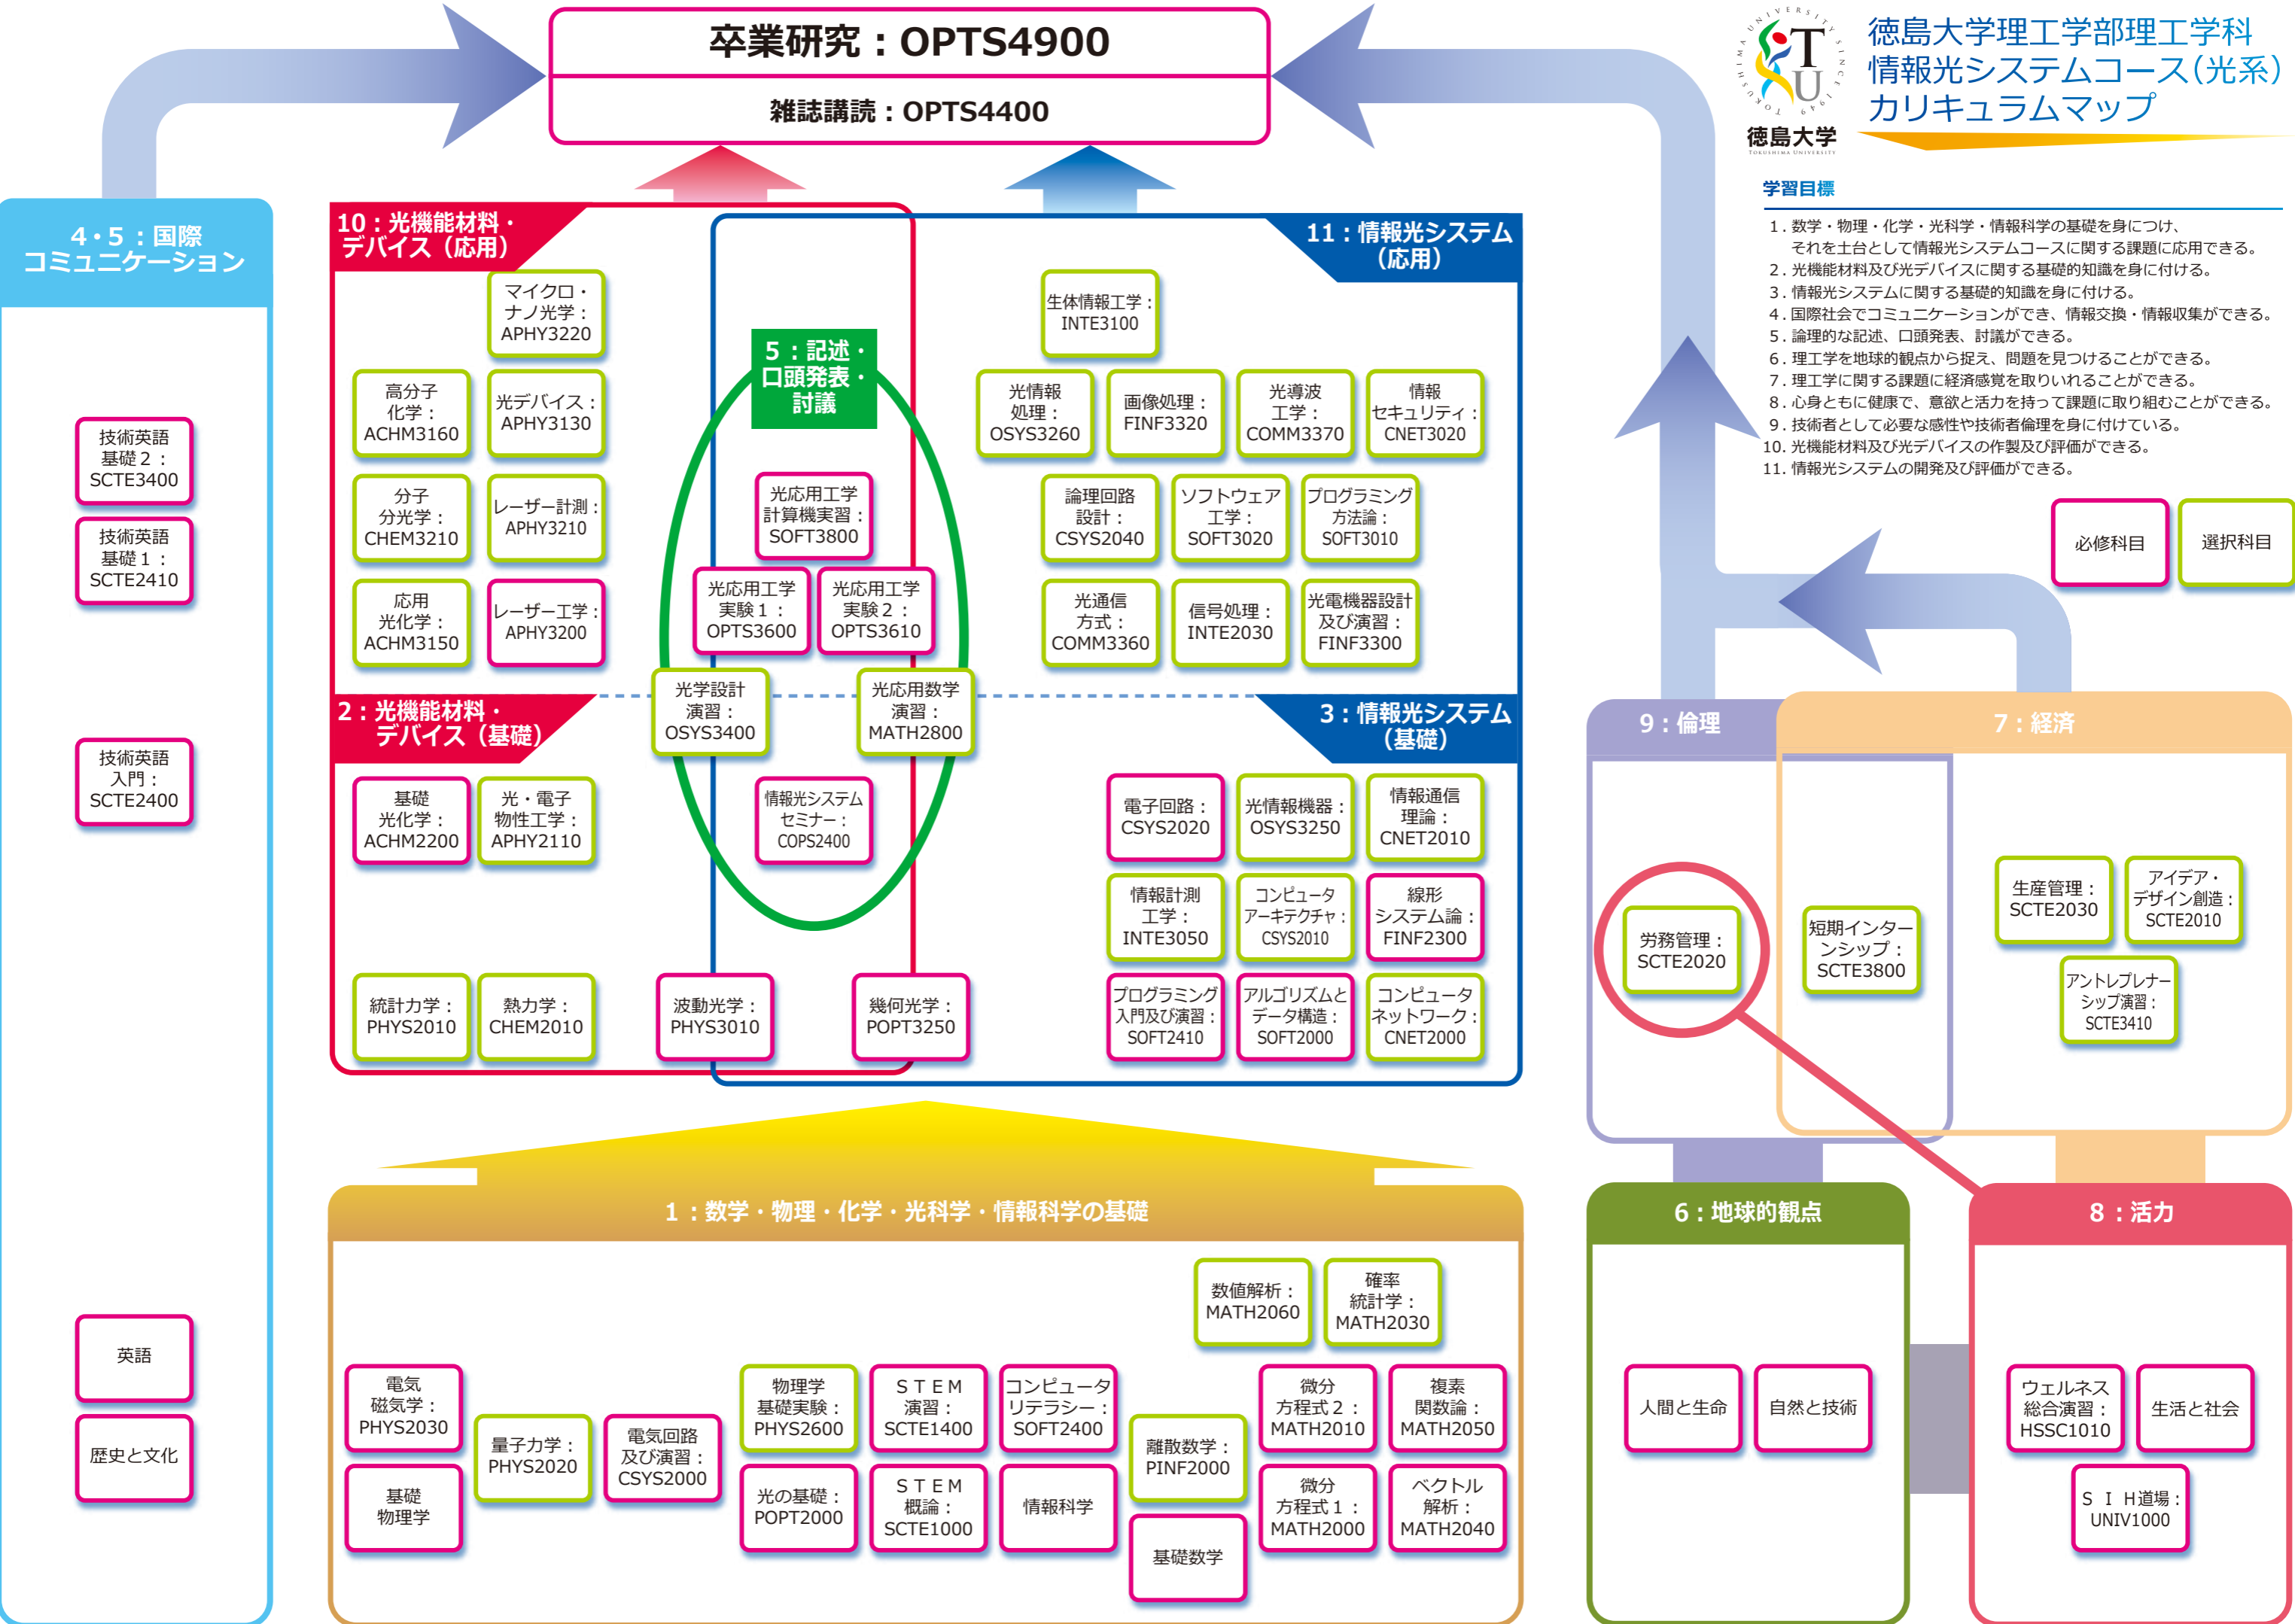 卒業研究：OPTS4900
雑誌講読：OPTS4400
TOKUSHIMA UNIVERSITY SINCE 1949
TU
徳島大学
TOKUSHIMA UNIVERSITY
徳島大学理工学部理工学科
情報光システムコース（光系）
カリキュラムマップ
学習目標
1．数学・物理・化学・光科学・情報科学の基礎を身につけ、
それを土台として情報光システムコースに関する課題に応用できる。
2．光機能材料及び光デバイスに関する基礎的知識を身に付ける。
3．情報光システムに関する基礎的知識を身に付ける。
4．国際社会でコミュニケーションができ、情報交換・情報収集ができる。
5．論理的な記述、口頭発表、討議ができる。
6．理工学を地球的観点から捉え、問題を見つけることができる。
7．理工学に関する課題に経済感覚を取りいれることができる。
8．心身ともに健康で、意欲と活力を持って課題に取り組むことができる。
9．技術者として必要な感性や技術者倫理を身に付けている。
10．光機能材料及び光デバイスの作製及び評価ができる。
11．情報光システムの開発及び評価ができる。
必修科目
選択科目
4・5：国際
コミュニケーション
技術英語
基礎２：
SCTE3400
技術英語
基礎１：
SCTE2410
技術英語
入門：
SCTE2400
英語
歴史と文化
10：光機能材料・
デバイス（応用）
マイクロ・
ナノ光学：
APHY3220
高分子
化学：
ACHM3160
光デバイス：
APHY3130
分子
分光学：
CHEM3210
レーザー計測：
APHY3210
応用
光化学：
ACHM3150
レーザー工学：
APHY3200
5：記述・
口頭発表・
討議
光応用工学
計算機実習：
SOFT3800
光応用工学
実験１：
OPTS3600
光応用工学
実験２：
OPTS3610
光学設計
演習：
OSYS3400
光応用数学
演習：
MATH2800
情報光システム
セミナー：
COPS2400
11：情報光システム
（応用）
生体情報工学：
INTE3100
光情報
処理：
OSYS3260
画像処理：
FINF3320
光導波
工学：
COMM3370
情報
セキュリティ：
CNET3020
論理回路
設計：
CSYS2040
ソフトウェア
工学：
SOFT3020
プログラミング
方法論：
SOFT3010
光通信
方式：
COMM3360
信号処理：
INTE2030
光電機器設計
及び演習：
FINF3300
2：光機能材料・
デバイス（基礎）
基礎
光化学：
ACHM2200
光・電子
物性工学：
APHY2110
統計力学：
PHYS2010
熱力学：
CHEM2010
波動光学：
PHYS3010
幾何光学：
POPT3250
3：情報光システム
（基礎）
電子回路：
CSYS2020
光情報機器：
OSYS3250
情報通信
理論：
CNET2010
情報計測
工学：
INTE3050
コンピュータ
アーキテクチャ：
CSYS2010
線形
システム論：
FINF2300
プログラミング
入門及び演習：
SOFT2410
アルゴリズムと
データ構造：
SOFT2000
コンピュータ
ネットワーク：
CNET2000
9：倫理
7：経済
労務管理：
SCTE2020
短期インター
ンシップ：
SCTE3800
生産管理：
SCTE2030
アイデア・
デザイン創造：
SCTE2010
アントレプレナー
シップ演習：
SCTE3410
1：数学・物理・化学・光科学・情報科学の基礎
数値解析：
MATH2060
確率
統計学：
MATH2030
電気
磁気学：
PHYS2030
量子力学：
PHYS2020
電気回路
及び演習：
CSYS2000
物理学
基礎実験：
PHYS2600
ＳＴＥＭ
演習：
SCTE1400
コンピュータ
リテラシー：
SOFT2400
離散数学：
PINF2000
微分
方程式２：
MATH2010
複素
関数論：
MATH2050
基礎
物理学
光の基礎：
POPT2000
ＳＴＥＭ
概論：
SCTE1000
情報科学
基礎数学
微分
方程式１：
MATH2000
ベクトル
解析：
MATH2040
6：地球的観点
人間と生命
自然と技術
8：活力
ウェルネス
総合演習：
HSSC1010
生活と社会
ＳＩＨ道場：
UNIV1000